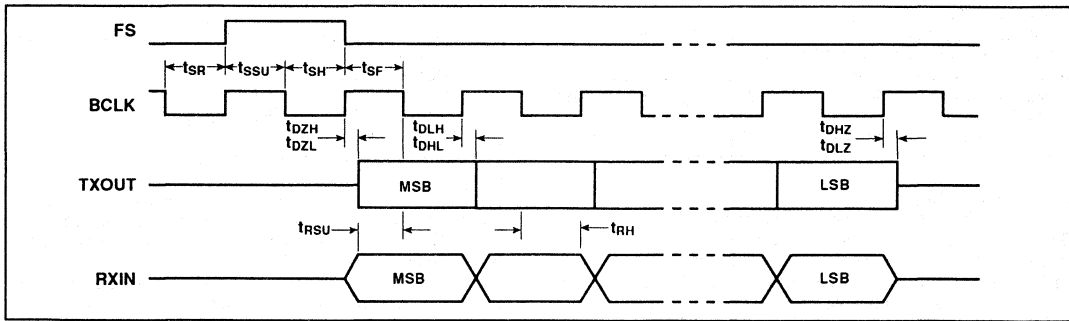 FS
tSR tSSU tSH tSF
BCLK
tDZH tDLH tDHZ
tDZL tDHL tDLZ
TXOUT MSB LSB
tRSU tRH
RXIN MSB LSB